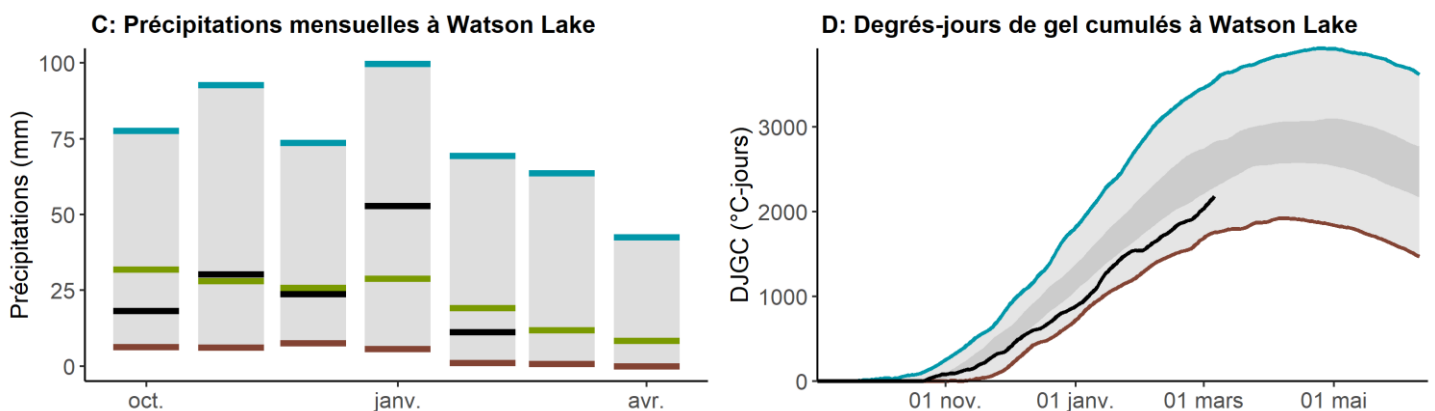 C: Précipitations mensuelles à Watson Lake
Précipitations (mm)
100
75
50
25
0
oct.
janv.
avr.
D: Degrés-jours de gel cumulés à Watson Lake
DJGC (°C-jours)
3000
2000
1000
0
01 nov.
01 janv.
01 mars
01 mai